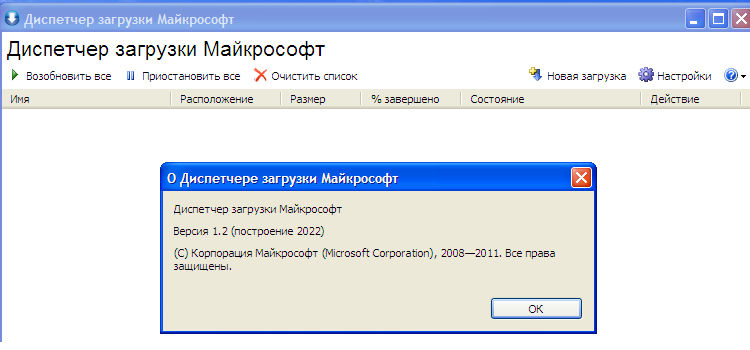 Диспетчер загрузки Майкрософт
Диспетчер загрузки Майкрософт
Возобновить все Приостановить все Очистить список Новая загрузка Настройки
Имя Расположение Размер % завершено Состояние Действие
О Диспетчере загрузки Майкрософт
Диспетчер загрузки Майкрософт
Версия 1.2 (построение 2022)
(C) Корпорация Майкрософт (Microsoft Corporation), 2008—2011. Все права
защищены.
ОК